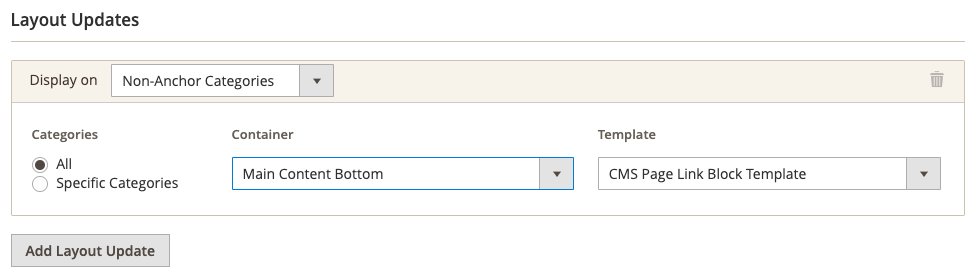 Layout Updates
Display on Non-Anchor Categories
Categories Container Template
All
Specific Categories
Main Content Bottom CMS Page Link Block Template
Add Layout Update